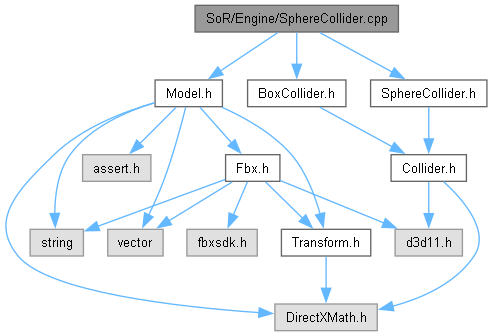 SoR/Engine/SphereCollider.cpp
Model.h
BoxCollider.h
SphereCollider.h
assert.h
Fbx.h
Collider.h
string
vector
fbxsdk.h
Transform.h
d3d11.h
DirectXMath.h